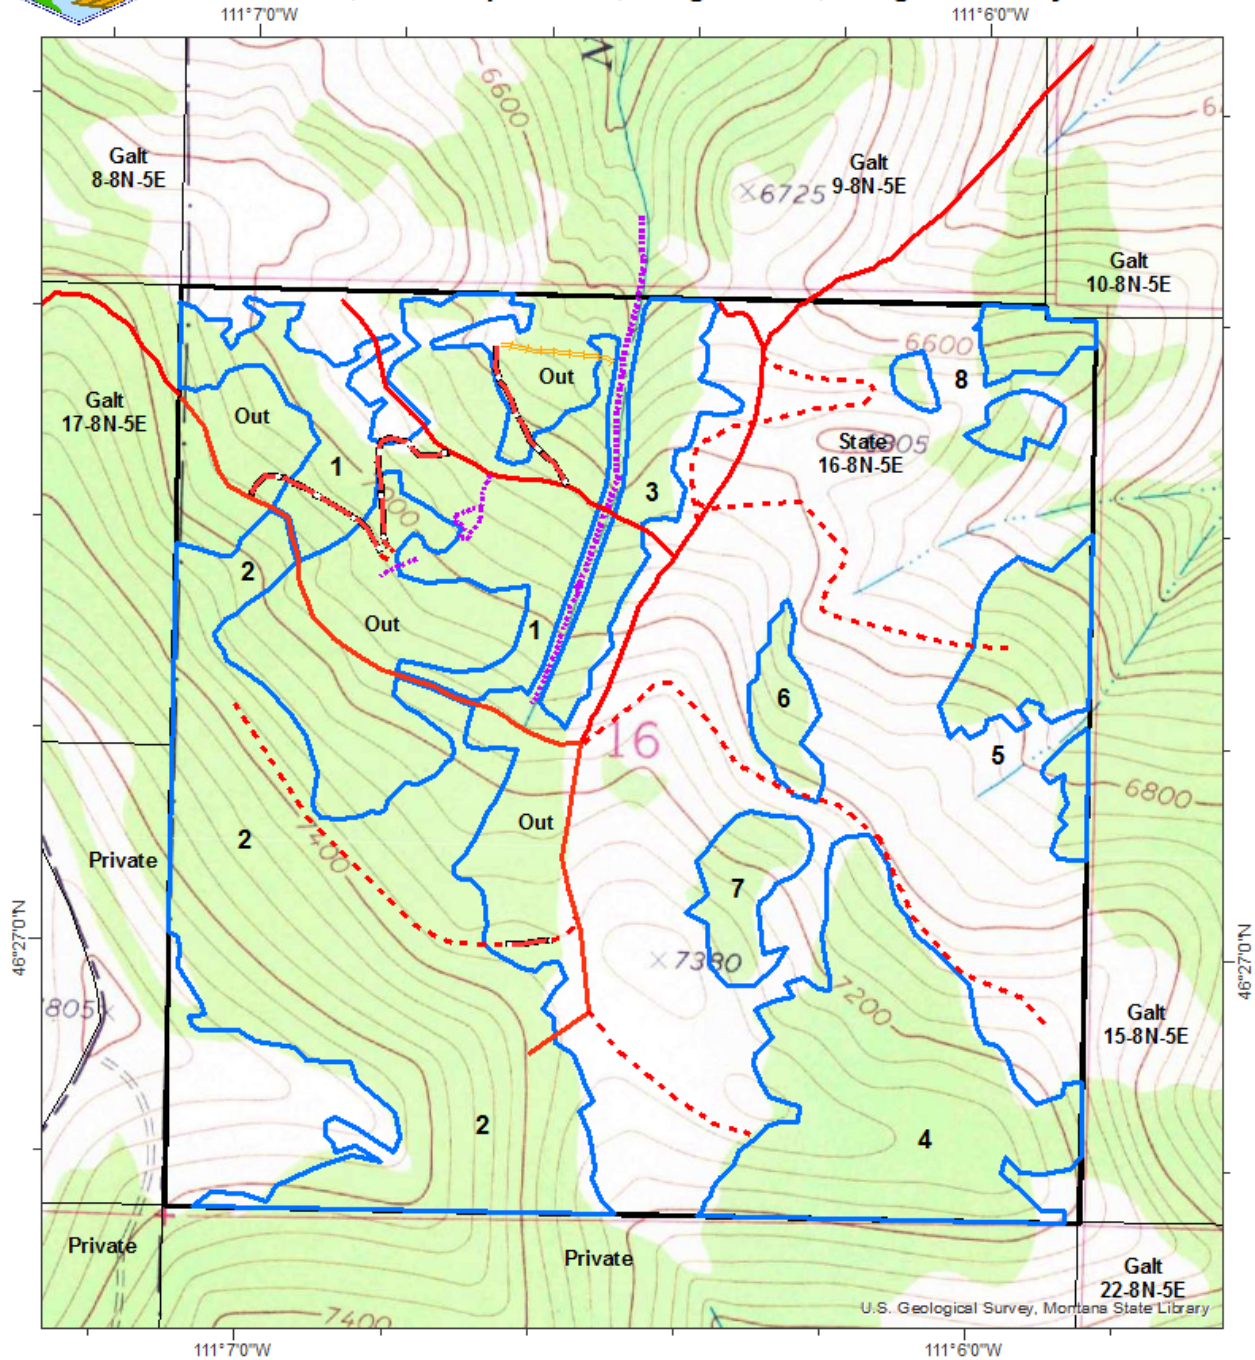 111°7'0"W
111°6'0"W
6600
Galt
8-8N-5E
Galt
9-8N-5E
×6725
Galt
10-8N-5E
6600
8
Out
Galt
17-8N-5E
Out
State
16-8N-5E
6805
1
7200
3
2
Out
1
6
16
5
6800
Out
2
7400
Private
7
46°27'0"N
46°27'0"N
×7380
7200
6805×
Galt
15-8N-5E
2
4
Private
Private
Galt
22-8N-5E
U.S. Geological Survey, Montana State Library
7400
111°7'0"W
111°6'0"W